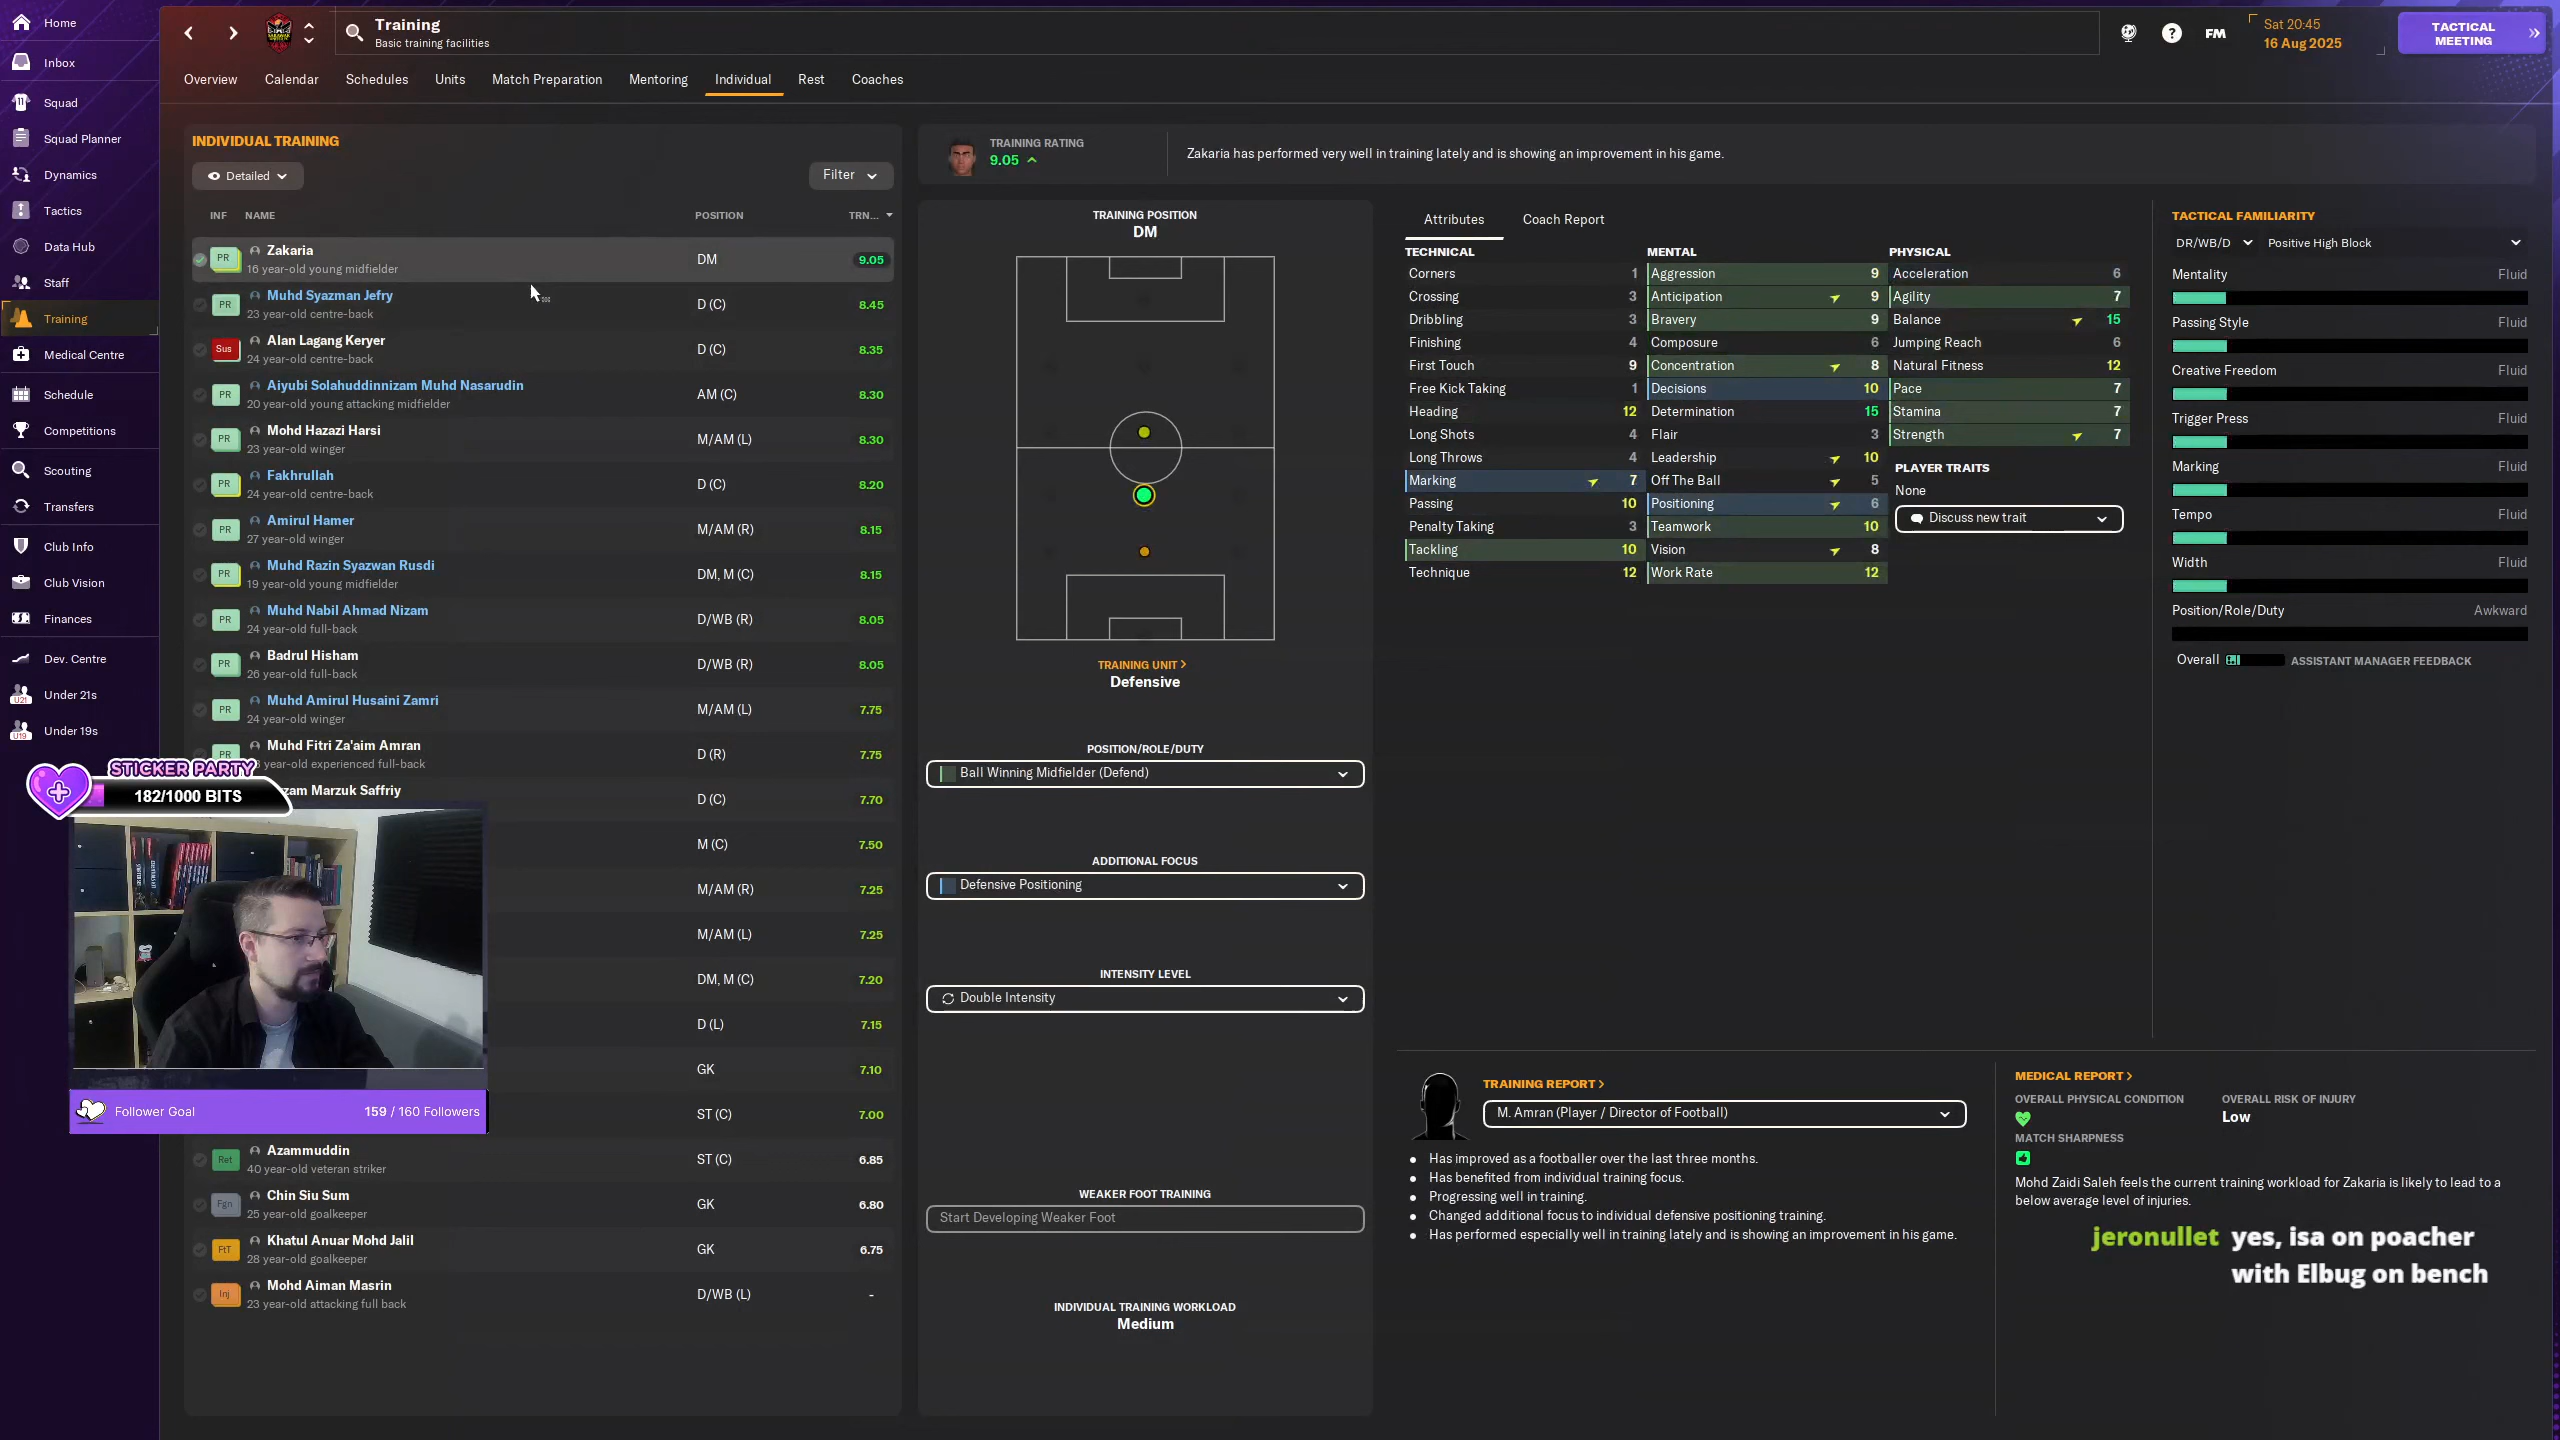 Home
Inbox
Squad
Squad Planner
Dynamics
Tactics
Data Hub
Staff
Training
Medical Centre
Schedule
Competitions
Scouting
Transfers
Club Info
Club Vision
Finances
Dev. Centre
Under 21s
Under 19s
Training
Basic training facilities
FM
Sat 20:45
16 Aug 2025
TACTICAL
MEETING
Overview Calendar Schedules Units Match Preparation Mentoring Individual Rest Coaches
INDIVIDUAL TRAINING
Detailed Filter
INF NAME POSITION TRN...
PR Zakaria DM 9.05
16 year-old young midfielder
PR Muhd Syazman Jefry D (C) 8.45
23 year-old centre-back
Sus Alan Lagang Keryer D (C) 8.35
24 year-old centre-back
PR Aiyubi Solahuddinnizam Muhd Nasarudin AM (C) 8.30
20 year-old young attacking midfielder
PR Mohd Hazazi Harsi M/AM (L) 8.30
23 year-old winger
PR Fakhrullah D (C) 8.20
24 year-old centre-back
PR Amirul Hamer M/AM (R) 8.15
27 year-old winger
PR Muhd Razin Syazwan Rusdi DM, M (C) 8.15
19 year-old young midfielder
PR Muhd Nabil Ahmad Nizam D/WB (R) 8.05
24 year-old full-back
PR Badrul Hisham D/WB (R) 8.05
26 year-old full-back
PR Muhd Amirul Husaini Zamri M/AM (L) 7.75
24 year-old winger
PR Muhd Fitri Za'aim Amran D (R) 7.75
year-old experienced full-back
Marzuk Saffriy D (C) 7.70
M (C) 7.50
M/AM (R) 7.25
M/AM (L) 7.25
DM, M (C) 7.20
D (L) 7.15
GK 7.10
ST (C) 7.00
Ret Azammuddin ST (C) 6.85
40 year-old veteran striker
Fgn Chin Siu Sum GK 6.80
25 year-old goalkeeper
FtT Khatul Anuar Mohd Jalil GK 6.75
28 year-old goalkeeper
Inj Mohd Aiman Masrin D/WB (L) -
23 year-old attacking full back
STICKER PARTY
182/1000 BITS
Follower Goal 159 / 160 Followers
TRAINING RATING
9.05
Zakaria has performed very well in training lately and is showing an improvement in his game.
TRAINING POSITION
DM
TRAINING UNIT >
Defensive
POSITION/ROLE/DUTY
Ball Winning Midfielder (Defend)
ADDITIONAL FOCUS
Defensive Positioning
INTENSITY LEVEL
Double Intensity
WEAKER FOOT TRAINING
Start Developing Weaker Foot
INDIVIDUAL TRAINING WORKLOAD
Medium
Attributes Coach Report
TECHNICAL
Corners 1
Crossing 3
Dribbling 3
Finishing 4
First Touch 9
Free Kick Taking 1
Heading 12
Long Shots 4
Long Throws 4
Marking 7
Passing 10
Penalty Taking 3
Tackling 10
Technique 12
MENTAL
Aggression 9
Anticipation 9
Bravery 9
Composure 6
Concentration 8
Decisions 10
Determination 15
Flair 3
Leadership 10
Off The Ball 5
Positioning 6
Teamwork 10
Vision 8
Work Rate 12
PHYSICAL
Acceleration 6
Agility 7
Balance 15
Jumping Reach 6
Natural Fitness 12
Pace 7
Stamina 7
Strength 7
PLAYER TRAITS
None
Discuss new trait
TACTICAL FAMILIARITY
DR/WB/D Positive High Block
Mentality Fluid
Passing Style Fluid
Creative Freedom Fluid
Trigger Press Fluid
Marking Fluid
Tempo Fluid
Width Fluid
Position/Role/Duty Awkward
Overall ASSISTANT MANAGER FEEDBACK
TRAINING REPORT >
M. Amran (Player / Director of Football)
Has improved as a footballer over the last three months.
Has benefited from individual training focus.
Progressing well in training.
Changed additional focus to individual defensive positioning training.
Has performed especially well in training lately and is showing an improvement in his game.
MEDICAL REPORT >
OVERALL PHYSICAL CONDITION OVERALL RISK OF INJURY
Low
MATCH SHARPNESS
Mohd Zaidi Saleh feels the current training workload for Zakaria is likely to lead to a
below average level of injuries.
jeronullet yes, isa on poacher
with Elbug on bench